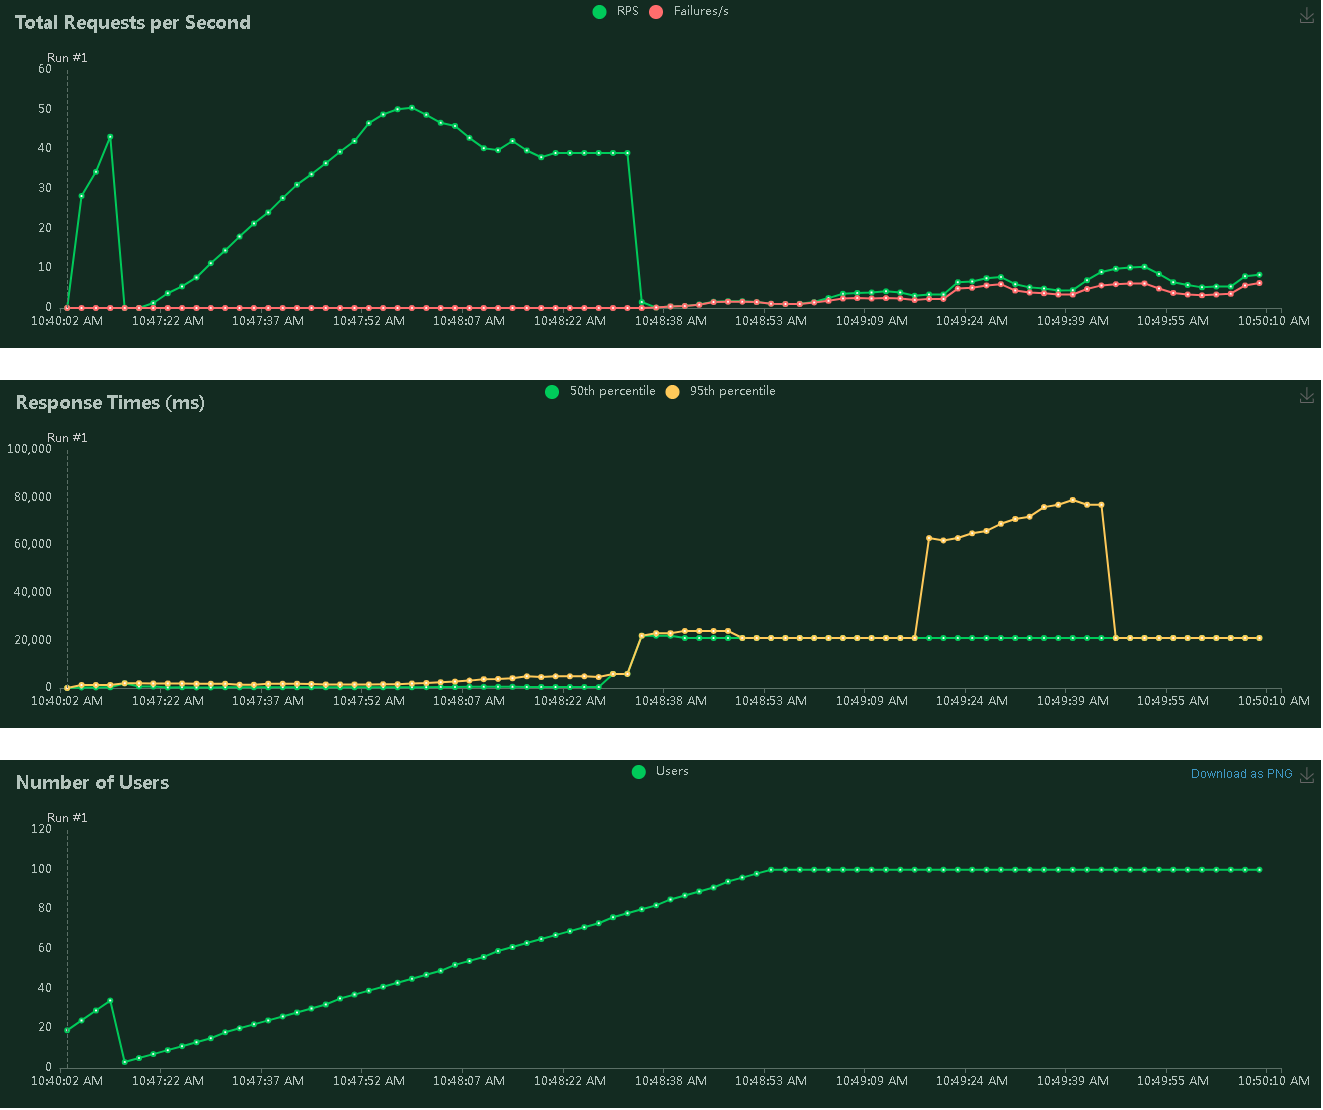 Total Requests per Second
RPS Failures/s
Run #1
60
50
40
30
20
10
0
10:40:02 AM 10:47:22 AM 10:47:37 AM 10:47:52 AM 10:48:07 AM 10:48:22 AM 10:48:38 AM 10:48:53 AM 10:49:09 AM 10:49:24 AM 10:49:39 AM 10:49:55 AM 10:50:10 AM
Response Times (ms)
50th percentile 95th percentile
Run #1
100,000
80,000
60,000
40,000
20,000
0
10:40:02 AM 10:47:22 AM 10:47:37 AM 10:47:52 AM 10:48:07 AM 10:48:22 AM 10:48:38 AM 10:48:53 AM 10:49:09 AM 10:49:24 AM 10:49:39 AM 10:49:55 AM 10:50:10 AM
Number of Users
Users
Download as PNG
Run #1
120
100
80
60
40
20
0
10:40:02 AM 10:47:22 AM 10:47:37 AM 10:47:52 AM 10:48:07 AM 10:48:22 AM 10:48:38 AM 10:48:53 AM 10:49:09 AM 10:49:24 AM 10:49:39 AM 10:49:55 AM 10:50:10 AM